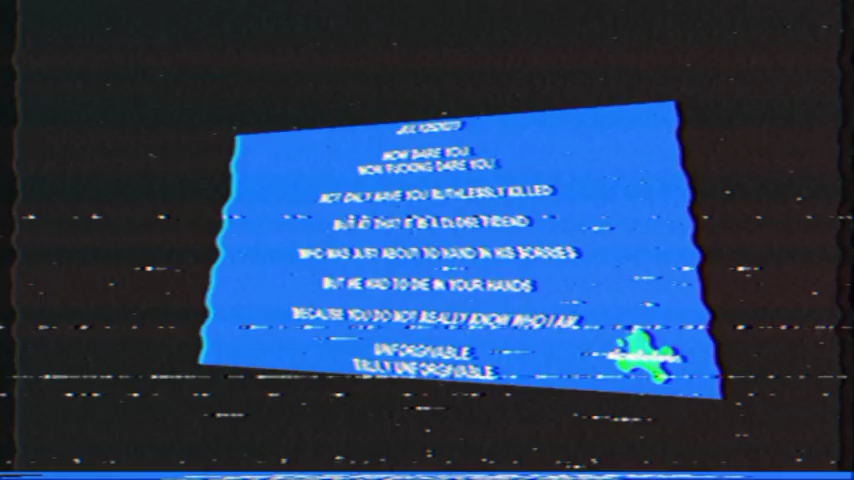 HOW DARE YOU.
HOW FUCKING DARE YOU.
NOT ONLY HAVE YOU RUTHLESSLY KILLED
BUT THAT IT IS A CLOSE FRIEND
WHO WAS JUST ABOUT TO HAND IN HIS SORRIES
BUT HE HAD TO DIE IN YOUR HANDS
BECAUSE YOU DO NOT REALLY KNOW WHO I AM.
UNFORGIVABLE.
TRULY UNFORGIVABLE.
nickelodeon